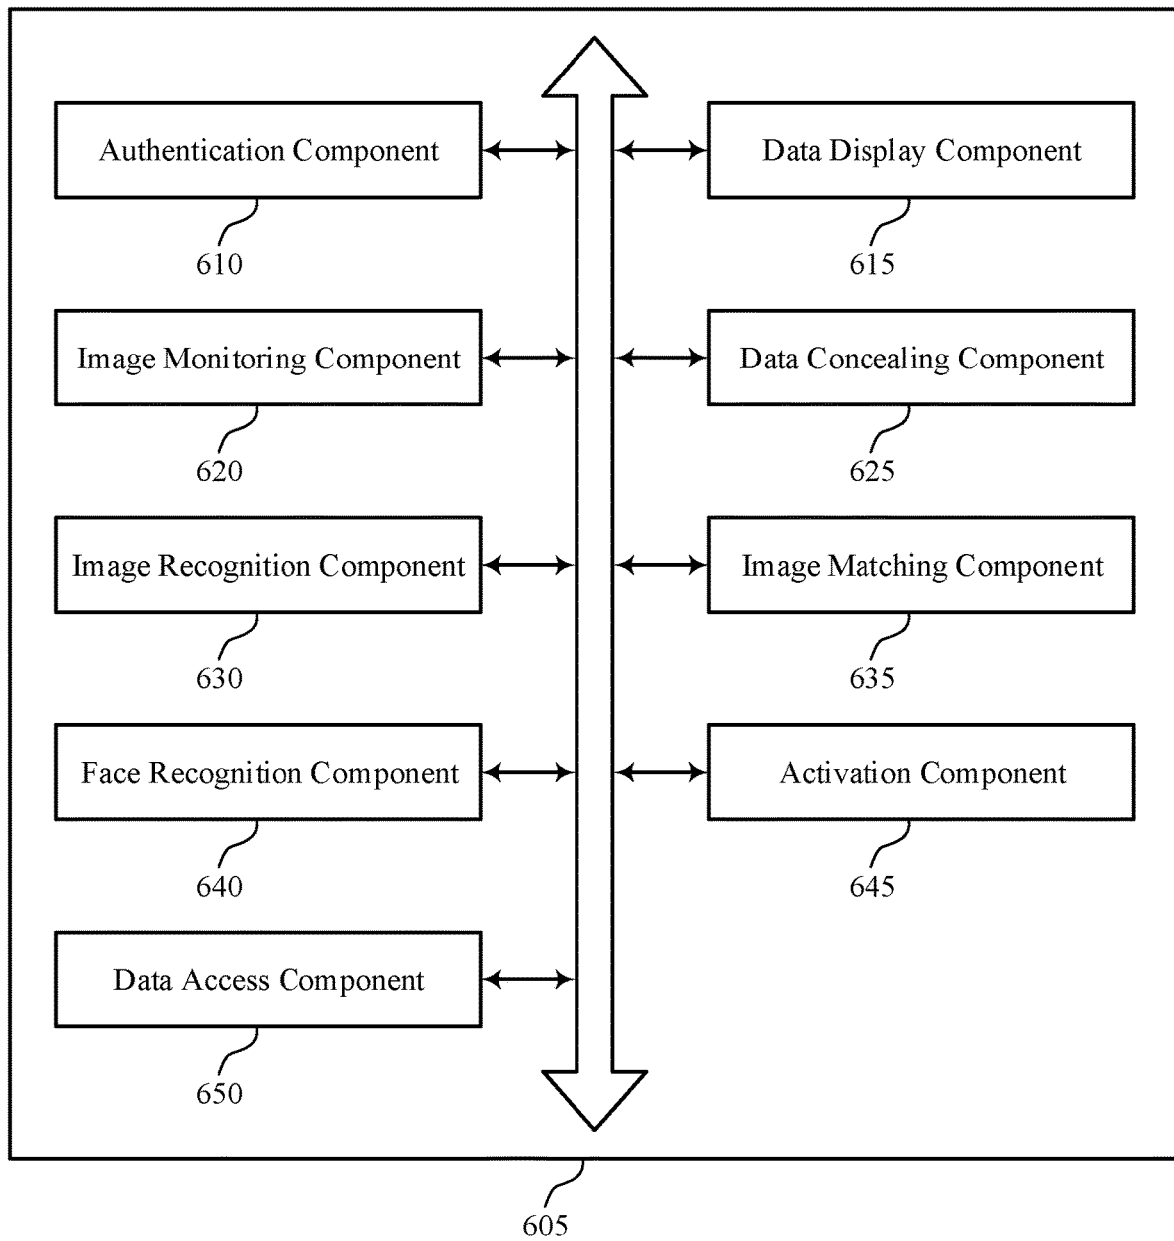 Authentication Component
Data Display Component
610
615
Image Monitoring Component
Data Concealing Component
620
625
Image Recognition Component
Image Matching Component
630
635
Face Recognition Component
Activation Component
640
645
Data Access Component
650
605